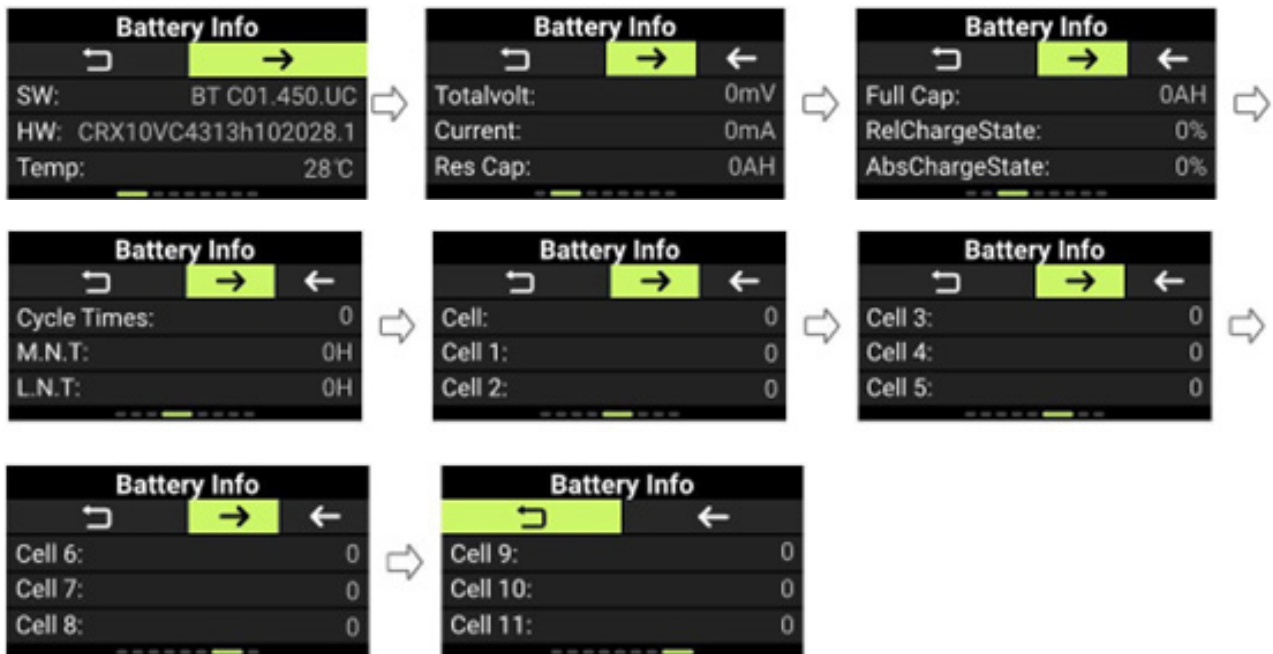 Battery Info
SW: BT C01.450.UC
HW: CRX10VC4313h102028.1
Temp: 28℃
Battery Info
Totalvolt: 0mV
Current: 0mA
Res Cap: 0AH
Battery Info
Full Cap: 0AH
RelChargeState: 0%
AbsChargeState: 0%
Battery Info
Cycle Times: 0
M.N.T: 0H
L.N.T: 0H
Battery Info
Cell: 0
Cell 1: 0
Cell 2: 0
Battery Info
Cell 3: 0
Cell 4: 0
Cell 5: 0
Battery Info
Cell 6: 0
Cell 7: 0
Cell 8: 0
Battery Info
Cell 9: 0
Cell 10: 0
Cell 11: 0